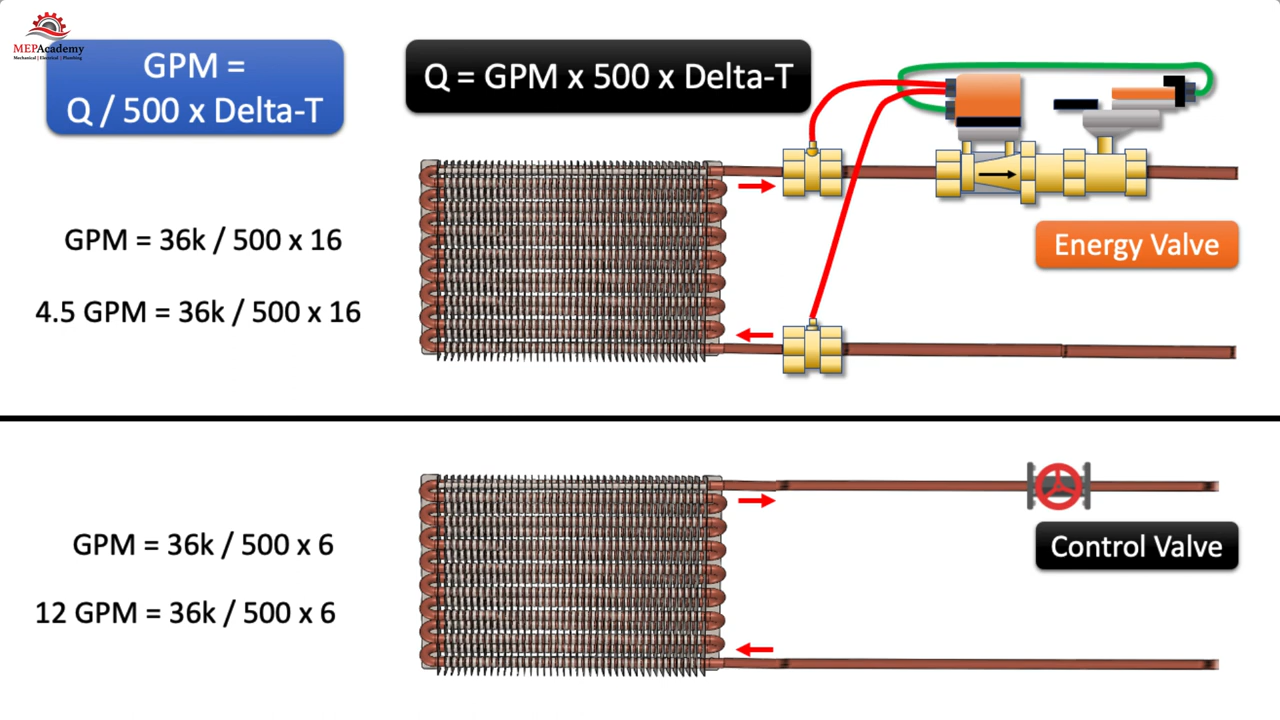 MEPAcademy
Mechanical | Electrical | Plumbing
GPM =
Q / 500 x Delta-T
Q = GPM x 500 x Delta-T
GPM = 36k / 500 x 16
4.5 GPM = 36k / 500 x 16
Energy Valve
GPM = 36k / 500 x 6
12 GPM = 36k / 500 x 6
Control Valve